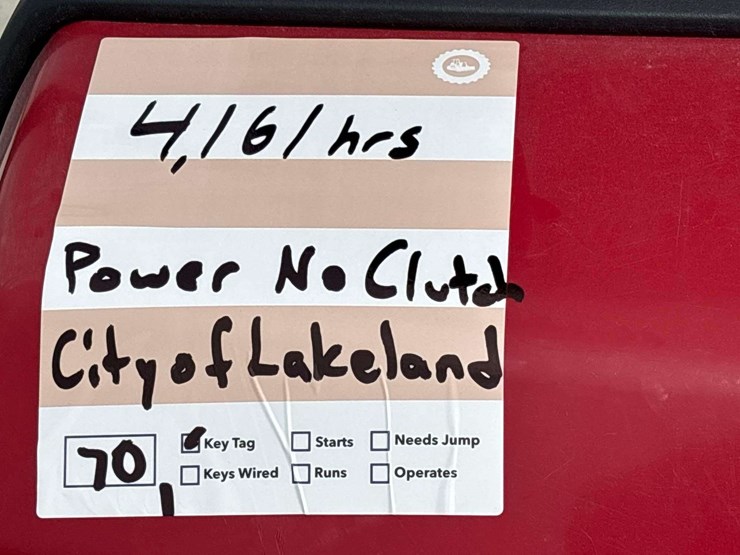 4,161 hrs
Power No Clutch
City of Lakeland
70 Key Tag Starts Needs Jump
Keys Wired Runs Operates